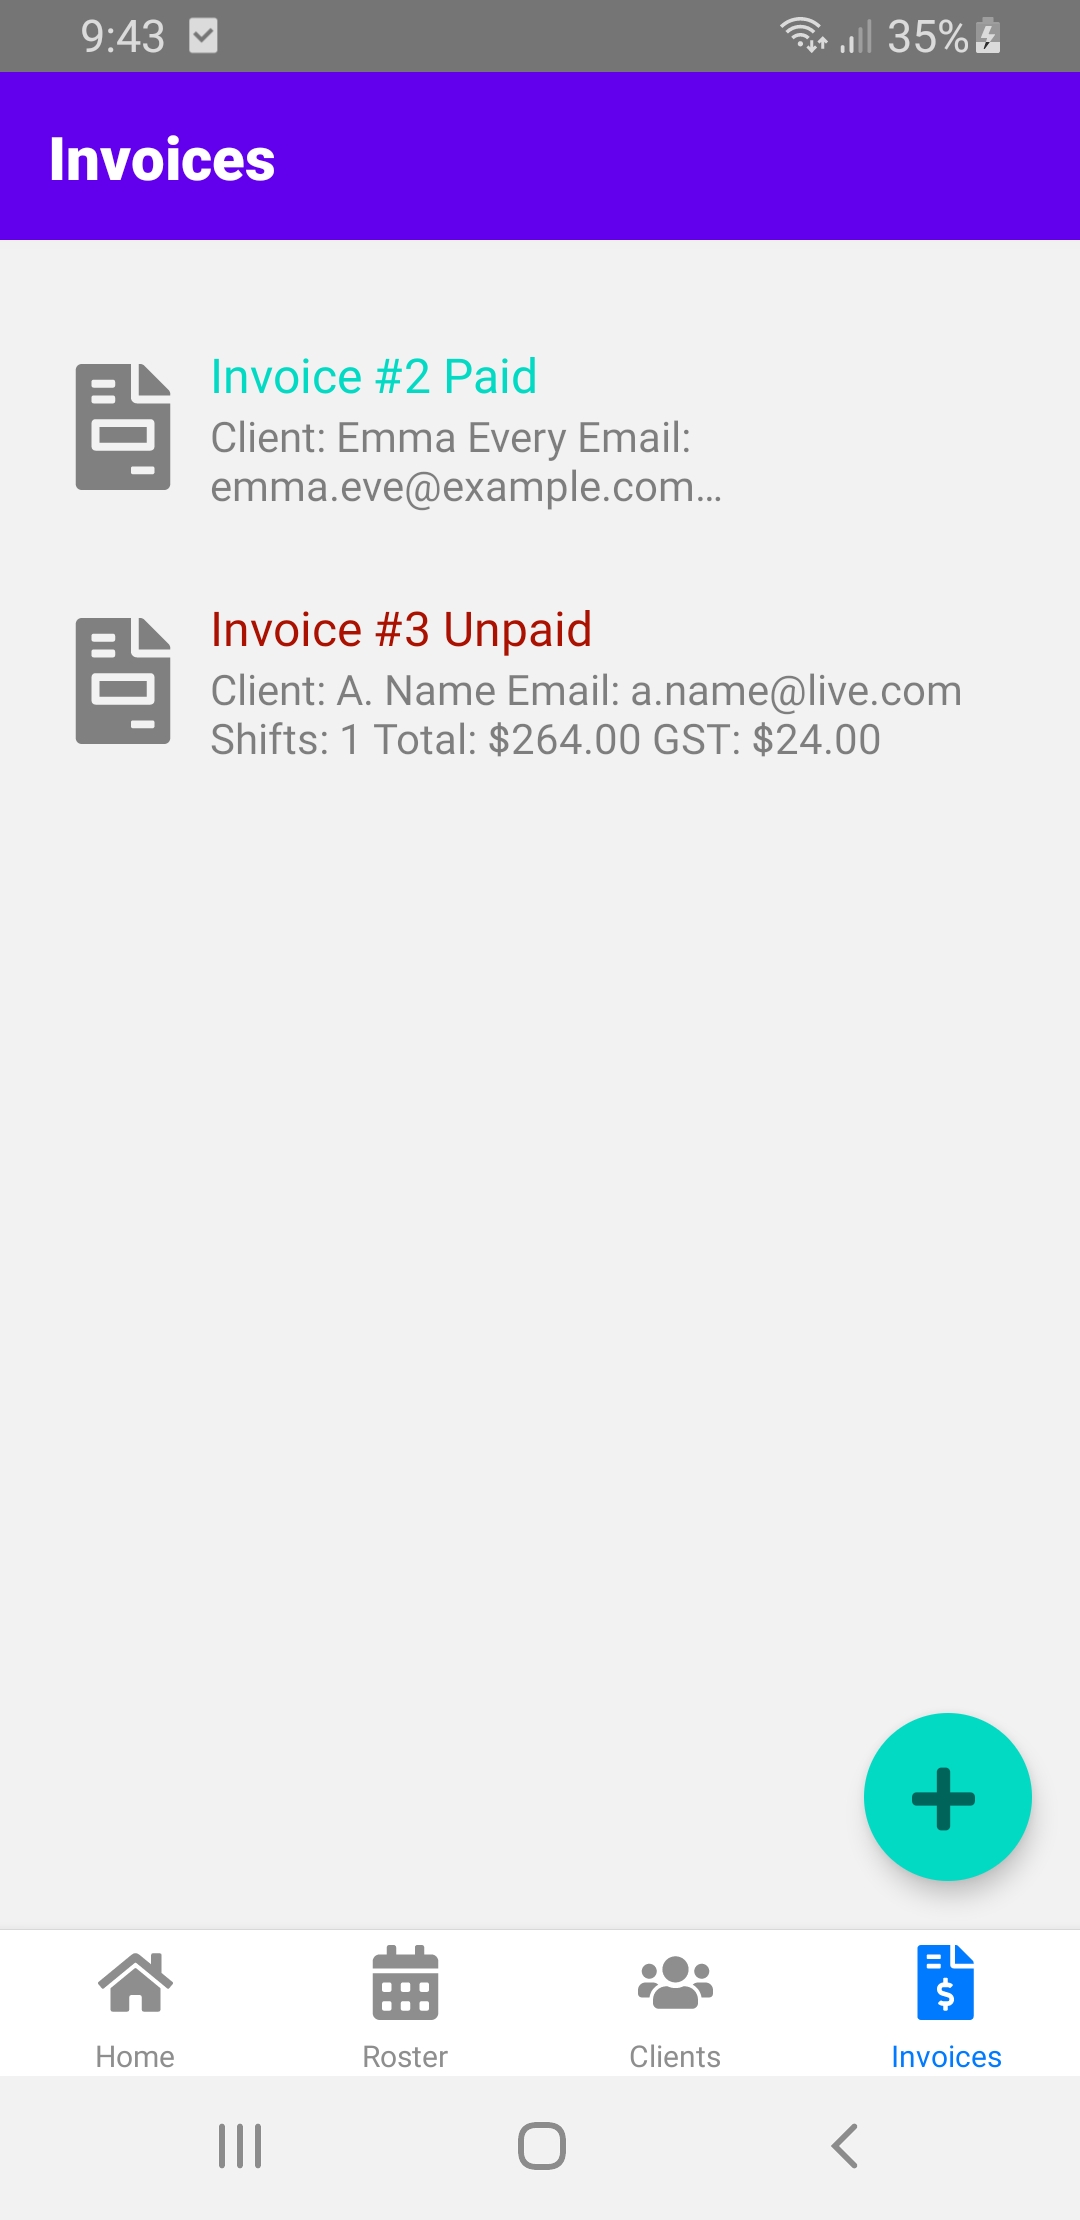 9:43
35%
Invoices
Invoice #2 Paid
Client: Emma Every Email:
emma.eve@example.com…
Invoice #3 Unpaid
Client: A. Name Email: a.name@live.com
Shifts: 1 Total: $264.00 GST: $24.00
Home
Roster
Clients
Invoices